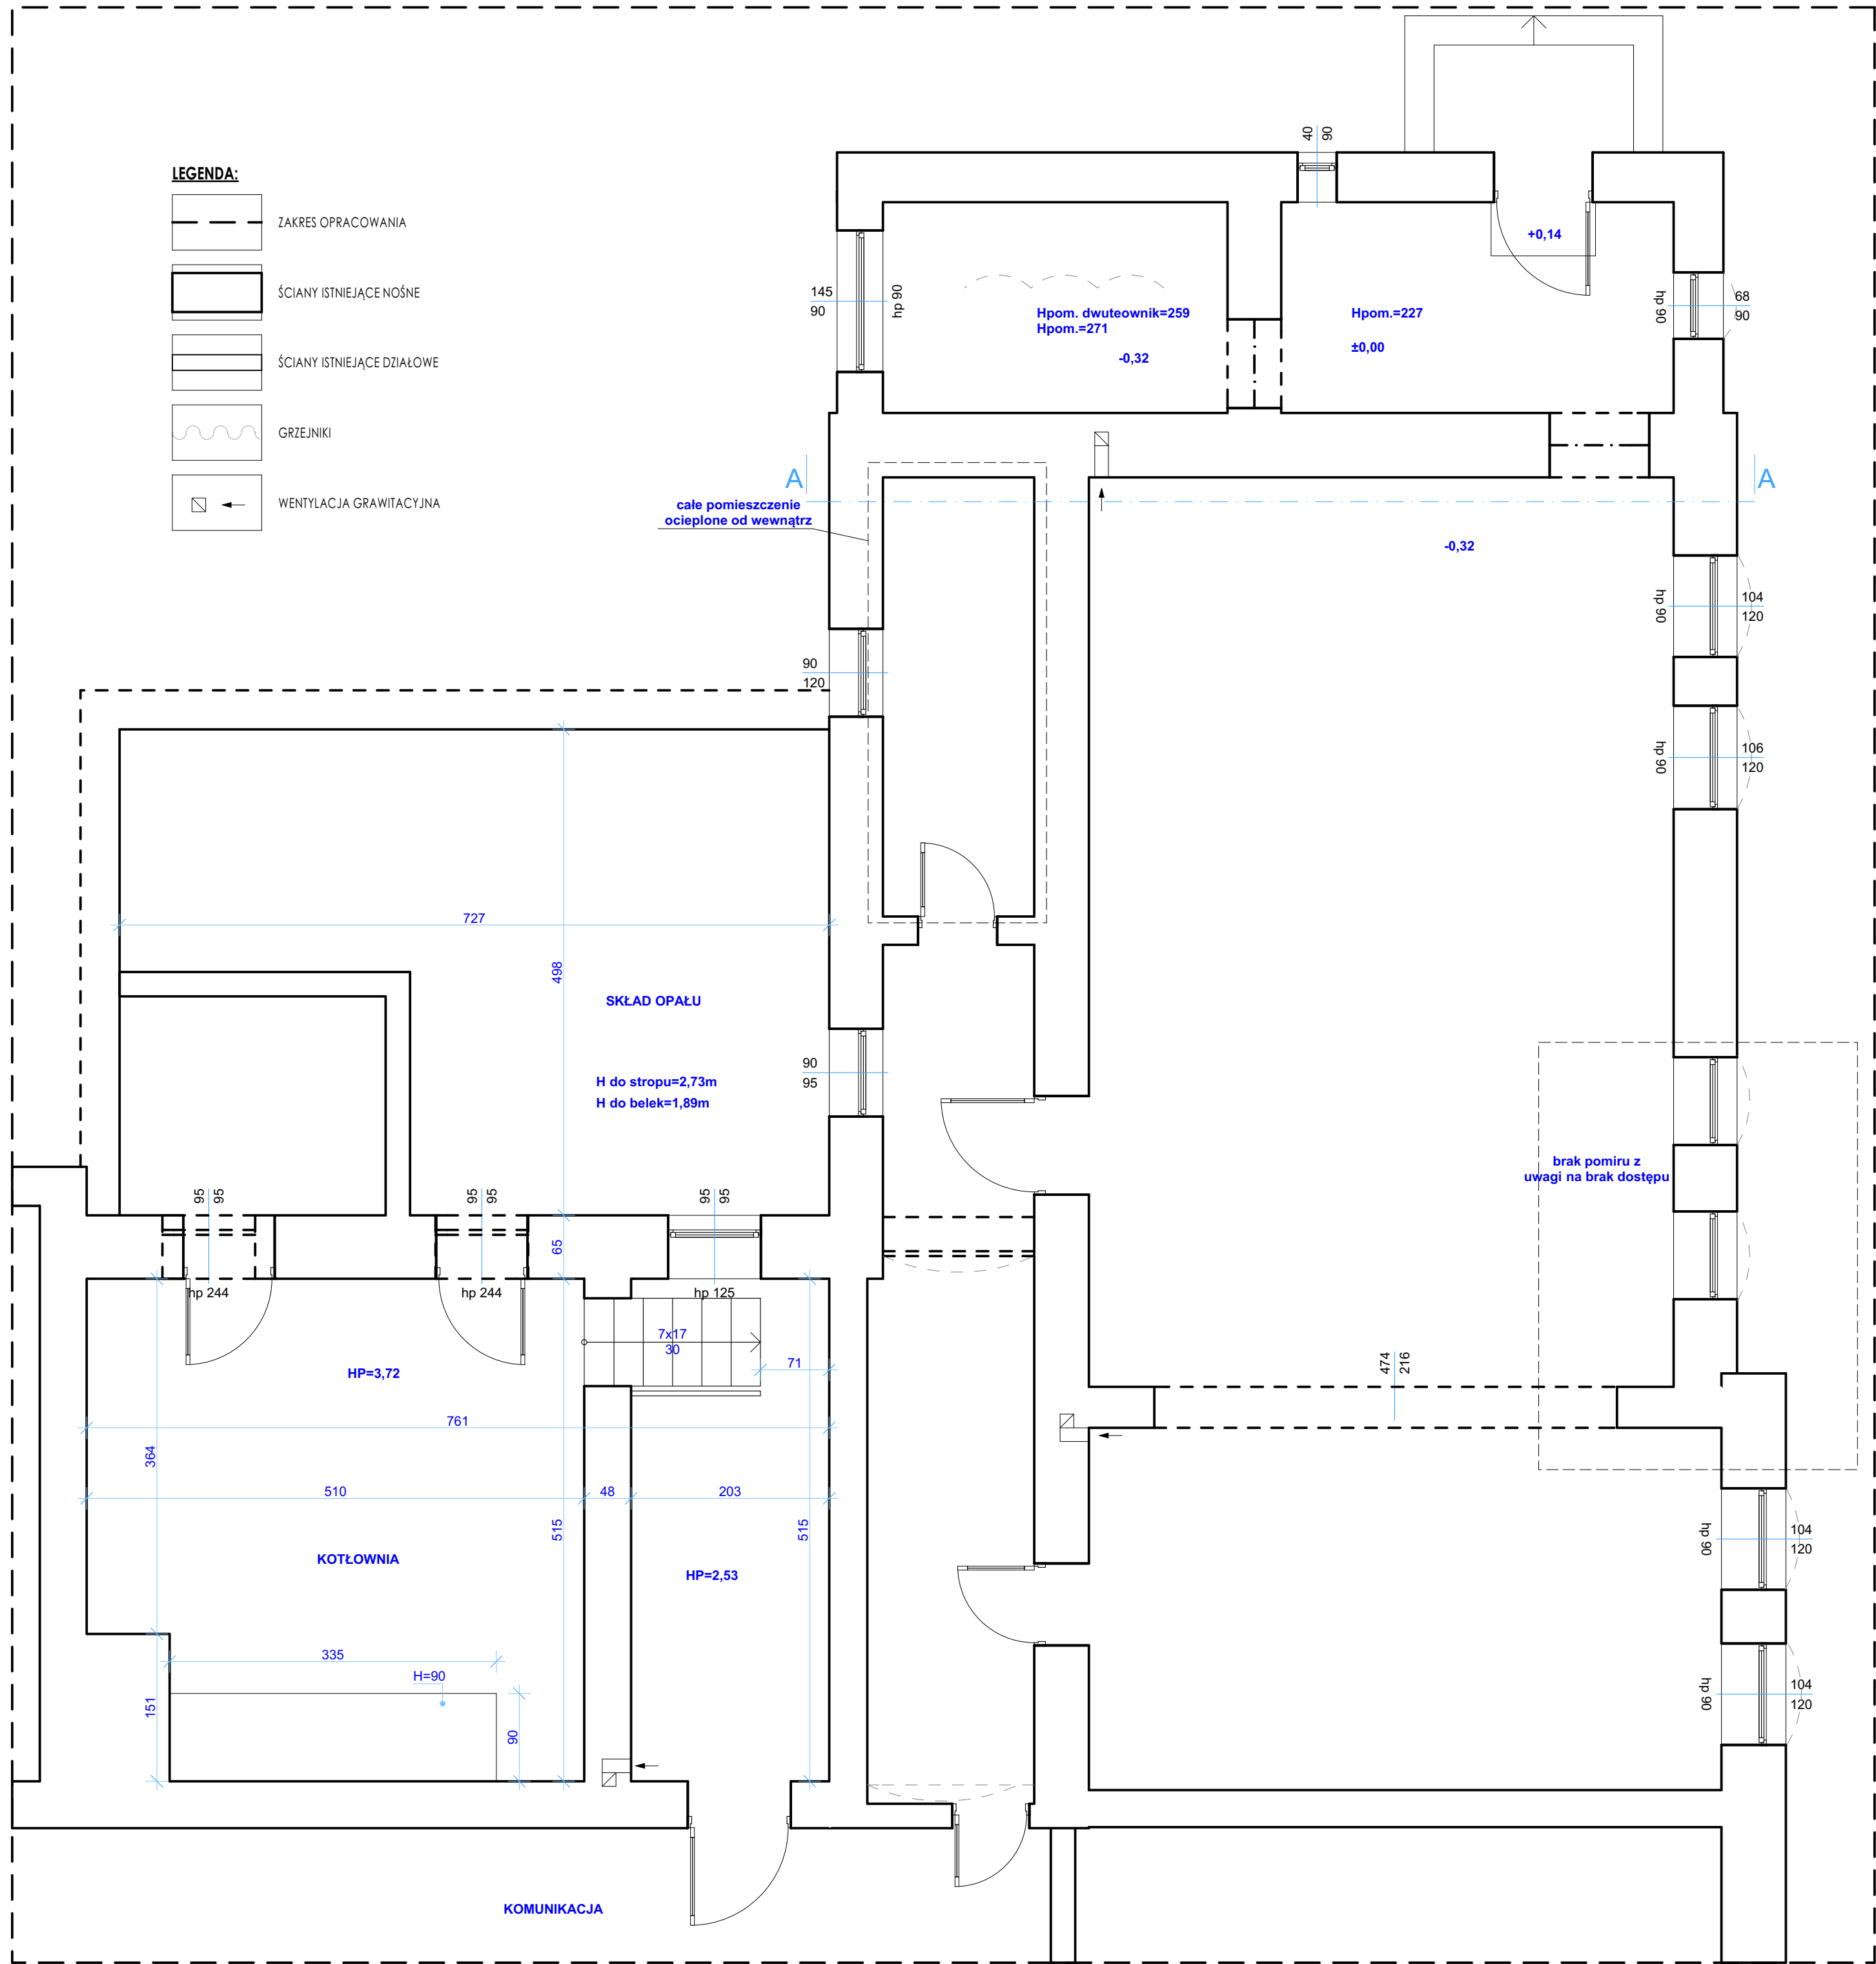 LEGENDA:
ZAKRES OPRACOWANIA
ŚCIANY ISTNIEJĄCE NOŚNE
ŚCIANY ISTNIEJĄCE DZIAŁOWE
GRZEJNIKI
WENTYLACJA GRAWITACYJNA
40
90
+0,14
145
90
hp 90
Hpom. dwuteownik=259
Hpom.=271
-0,32
Hpom.=227
±0,00
hp 90
68
90
A
A
całe pomieszczenie
ocieplone od wewnątrz
-0,32
hp 90
104
120
90
120
hp 90
106
120
727
498
SKŁAD OPAŁU
H do stropu=2,73m
H do belek=1,89m
90
95
brak pomiru z
uwagi na brak dostępu
95
95
95
95
95
95
65
hp 244
hp 244
hp 125
7x17
30
71
HP=3,72
474
216
761
364
510
48
203
515
515
KOTŁOWNIA
HP=2,53
hp 90
104
120
335
H=90
151
90
hp 90
104
120
KOMUNIKACJA